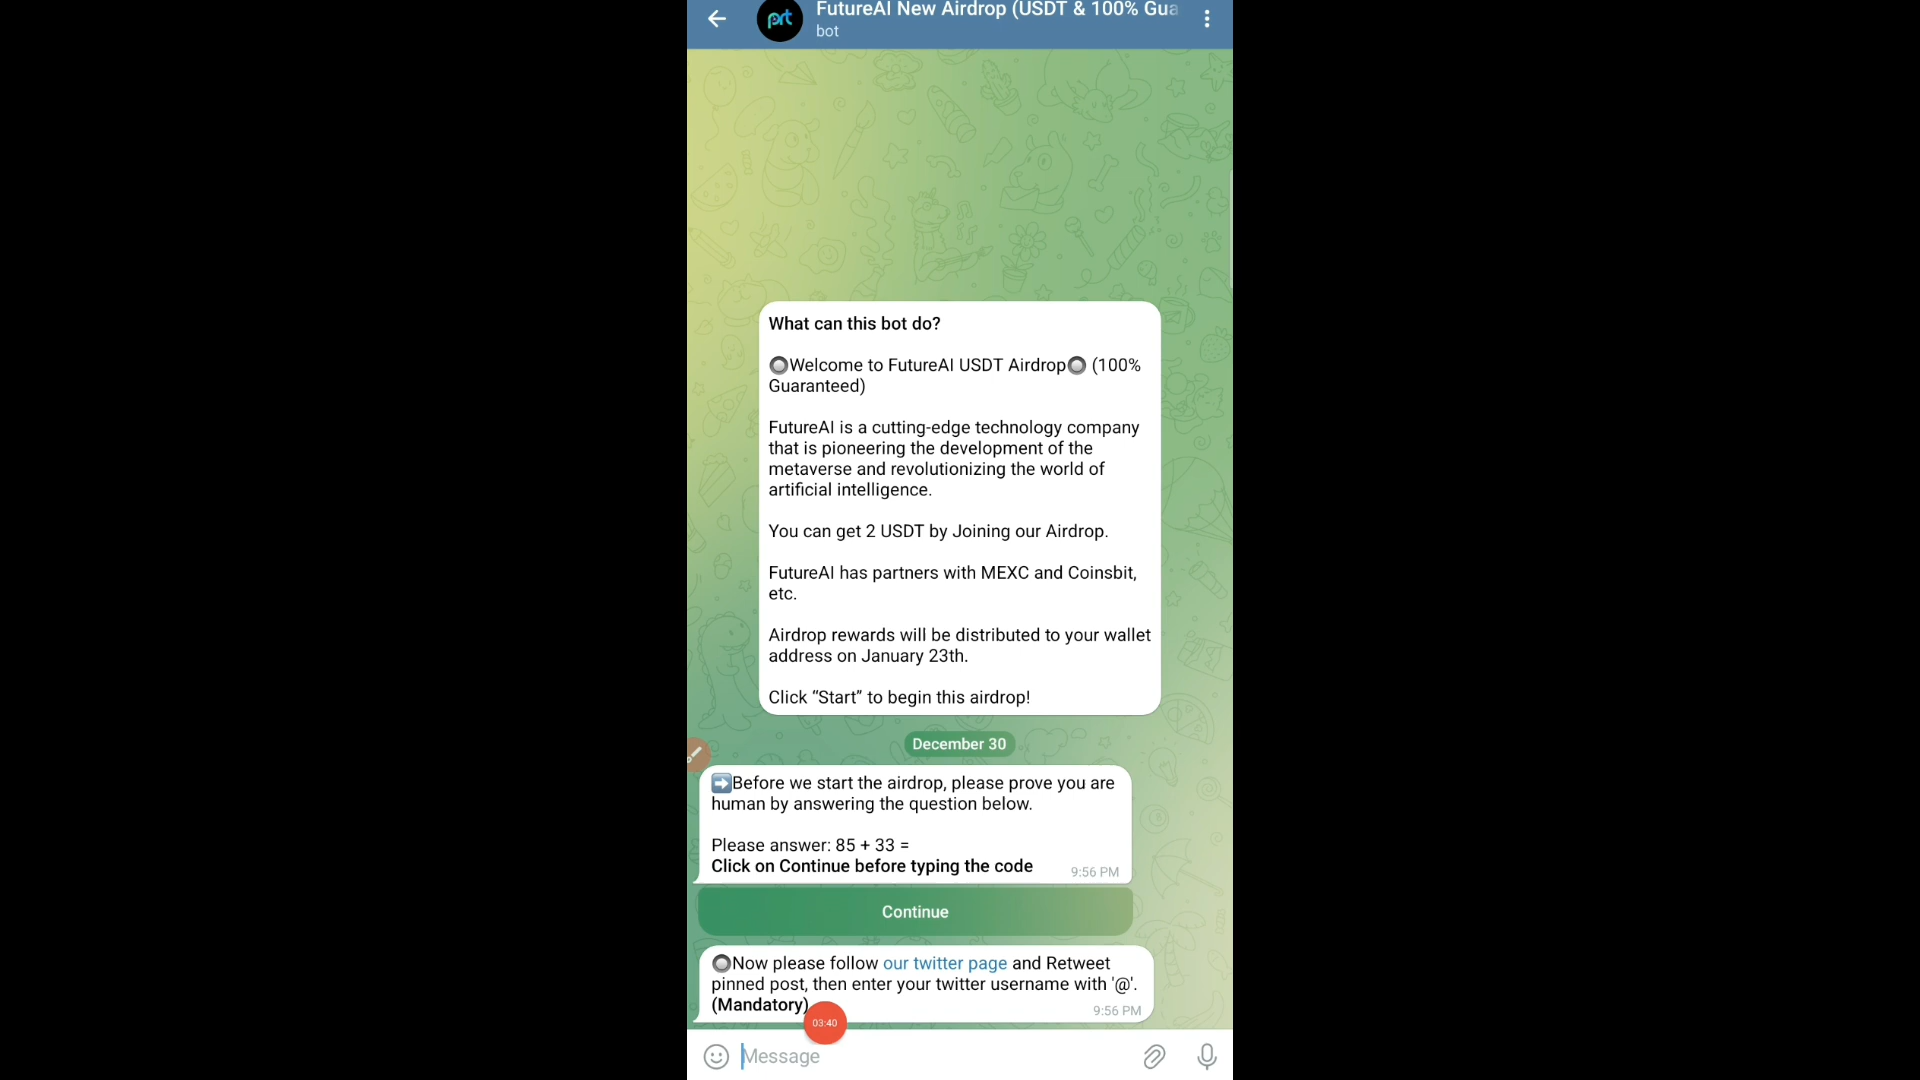 FutureAI New Airdrop (USDT & 100% Gua
bot
prt
What can this bot do?
🔘Welcome to FutureAI USDT Airdrop🔘 (100%
Guaranteed)
FutureAI is a cutting-edge technology company
that is pioneering the development of the
metaverse and revolutionizing the world of
artificial intelligence.
You can get 2 USDT by Joining our Airdrop.
FutureAI has partners with MEXC and Coinsbit,
etc.
Airdrop rewards will be distributed to your wallet
address on January 23th.
Click “Start” to begin this airdrop!
December 30
➡️Before we start the airdrop, please prove you are
human by answering the question below.
Please answer: 85 + 33 =
Click on Continue before typing the code
9:56 PM
Continue
🔘Now please follow our twitter page and Retweet
pinned post, then enter your twitter username with '@'.
(Mandatory)
9:56 PM
03:40
Message